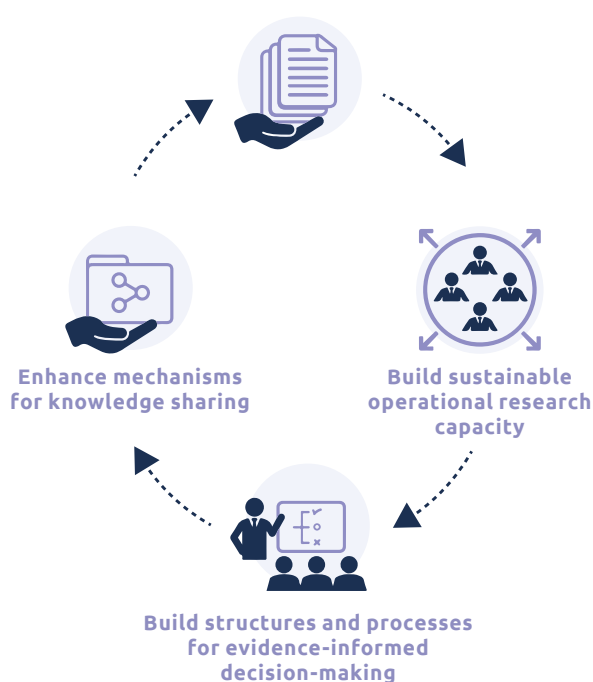 Enhance mechanisms
for knowledge sharing
Build sustainable
operational research
capacity
Build structures and processes
for evidence-informed
decision-making